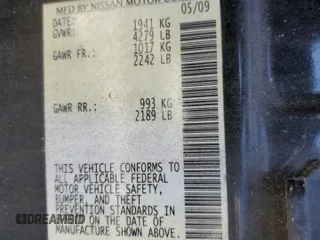 MFD BY NISSAN MOTOR CO
05/09
DATE: 1941 KG
GVWR: 4279 LB
GAWR FR.: 1017 KG
2242 LB
GAWR RR.: 993 KG
2189 LB
THIS VEHICLE CONFORMS TO
ALL APPLICABLE FEDERAL
MOTOR VEHICLE SAFETY,
BUMPER, AND THEFT
PREVENTION STANDARDS IN
ON THE DATE OF
MANUFACTURE SHOWN ABOVE
DREAMBID